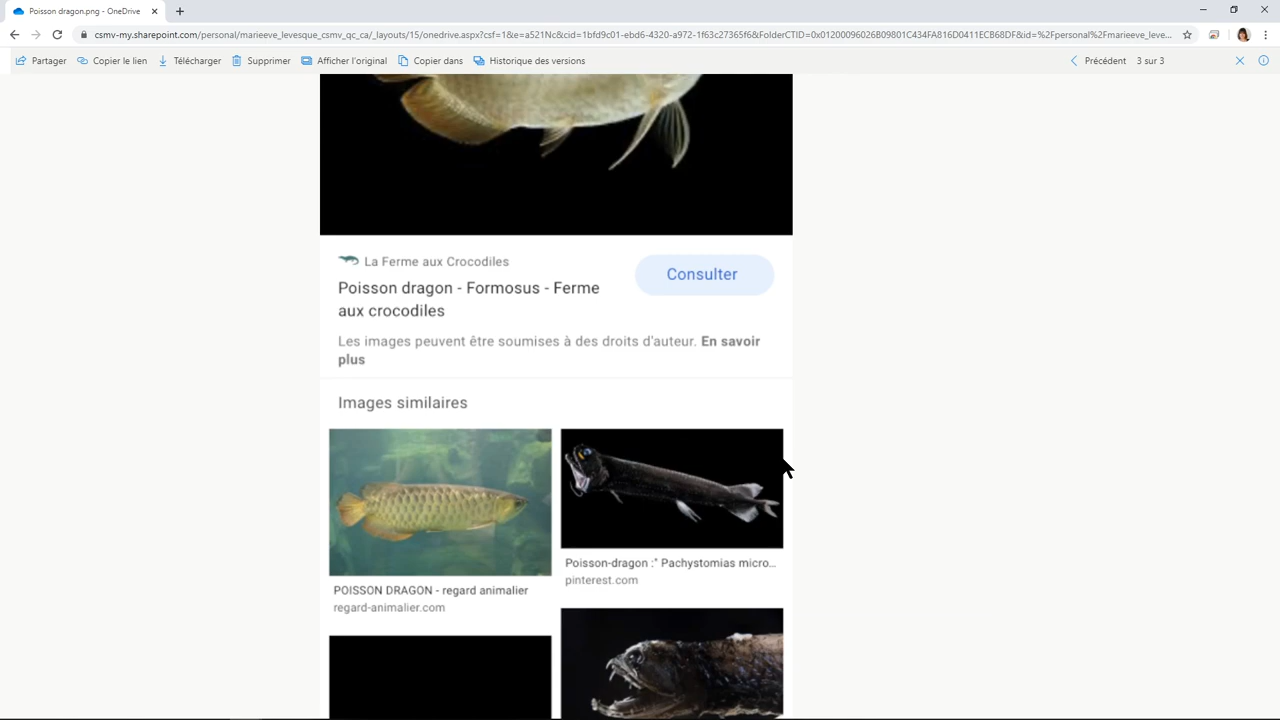 Poisson dragon.png - OneDrive
csmv-my.sharepoint.com/personal/marieeve_levesque_csmv_qc_ca/_layouts/15/onedrive.aspx?csf=1&e=a521Nc&cid=1bfd9c01-ebd6-4320-a972-1f63c27365f6&FolderCTID=0x01200096026B09801C434FA816D0411ECB68DF&id=%2Fpersonal%2Fmarieeve_leve...
Partager Copier le lien Télécharger Supprimer Afficher l'original Copier dans Historique des versions Précédent 3 sur 3
La Ferme aux Crocodiles
Consulter
Poisson dragon - Formosus - Ferme
aux crocodiles
Les images peuvent être soumises à des droits d'auteur. En savoir
plus
Images similaires
POISSON DRAGON - regard animalier
regard-animalier.com
Poisson-dragon :" Pachystomias micro...
pinterest.com